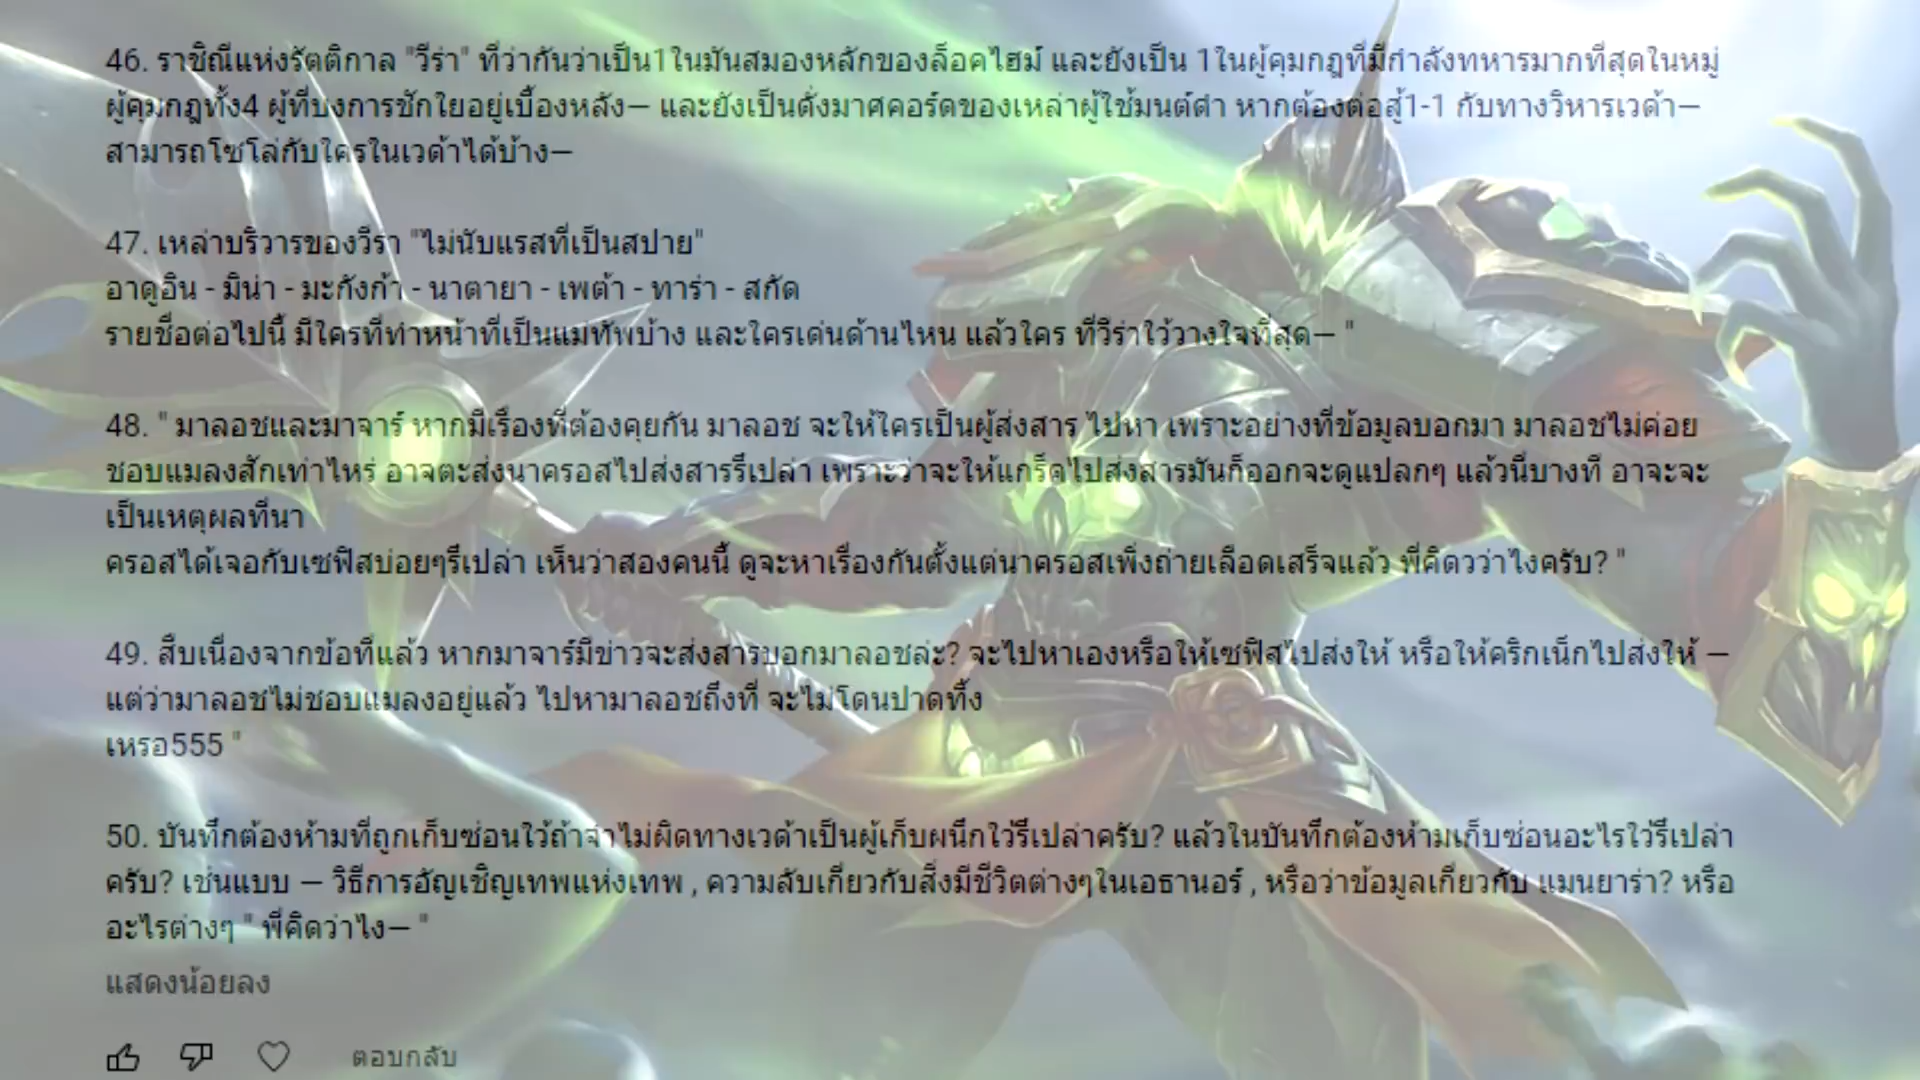 46. ราชินีแห่งรัตติกาล "วีร่า" ที่ว่ากันว่าเป็น1ในมันสมองหลักของล็อคไฮม์ และยังเป็น 1ในผู้คุมกฎที่มีกำลังทหารมากที่สุดในหมู่
ผู้คุมกฎทั้ง4 ผู้ที่บงการชักใยอยู่เบื้องหลัง— และยังเป็นดั่งมาศคอร์ดของเหล่าผู้ใช้มนต์ดำ หากต้องต่อสู้1-1 กับทางวิหารเวด้า—
สามารถโซโล่กับใครในเวด้าได้บ้าง—
47. เหล่าบริวารของวีร่า "ไม่นับแรสที่เป็นสปาย"
อาดูอิน - มิน่า - มะกังก้า - นาตายา - เพต้า - ทาร่า - สกัด
รายชื่อต่อไปนี้ มีใครที่ทำหน้าที่เป็นแม่ทัพบ้าง และใครเด่นด้านไหน แล้วใคร ที่วีร่าใว้วางใจที่สุด— "
48. " มาลอชและมาจาร์ หากมีเรื่องที่ต้องคุยกัน มาลอช จะให้ใครเป็นผู้ส่งสาร ไปหา เพราะอย่างที่ข้อมูลบอกมา มาลอชไม่ค่อย
ชอบแมลงสักเท่าไหร่ อาจตะส่งนาครอสไปส่งสารรึเปล่า เพราะว่าจะให้แกร็คไปส่งสารมันก็ออกจะดูแปลกๆ แล้วนี่บางที อาจะจะ
เป็นเหตุผลที่นา
ครอสได้เจอกับเซฟิสบ่อยๆรึเปล่า เห็นว่าสองคนนี้ ดูจะหาเรื่องกันตั้งแต่นาครอสเพิ่งถ่ายเลือดเสร็จแล้ว พี่คิดวว่าไงครับ? "
49. สืบเนื่องจากข้อที่แล้ว หากมาจาร์มีข่าวจะส่งสารบอกมาลอชล่ะ? จะไปหาเองหรือให้เซฟิสไปส่งให้ หรือให้คริกเน็กไปส่งให้ —
แต่ว่ามาลอชไม่ชอบแมลงอยู่แล้ว ไปหามาลอชถึงที่ จะไม่โดนปาดทิ้ง
เหรอ555 "
50. บันทึกต้องห้ามที่ถูกเก็บซ่อนใว้ถ้าจำไม่ผิดทางเวด้าเป็นผู้เก็บผนึกใว้รึเปล่าครับ? แล้วในบันทึกต้องห้ามเก็บซ่อนอะไรใว้รึเปล่า
ครับ? เช่นแบบ — วิธีการอัญเชิญเทพแห่งเทพ , ความลับเกี่ยวกับสิ่งมีชีวิตต่างๆในเอธานอร์ , หรือว่าข้อมูลเกี่ยวกับ แมนยาร่า? หรือ
อะไรต่างๆ " พี่คิดว่าไง— "
แสดงน้อยลง
ตอบกลับ